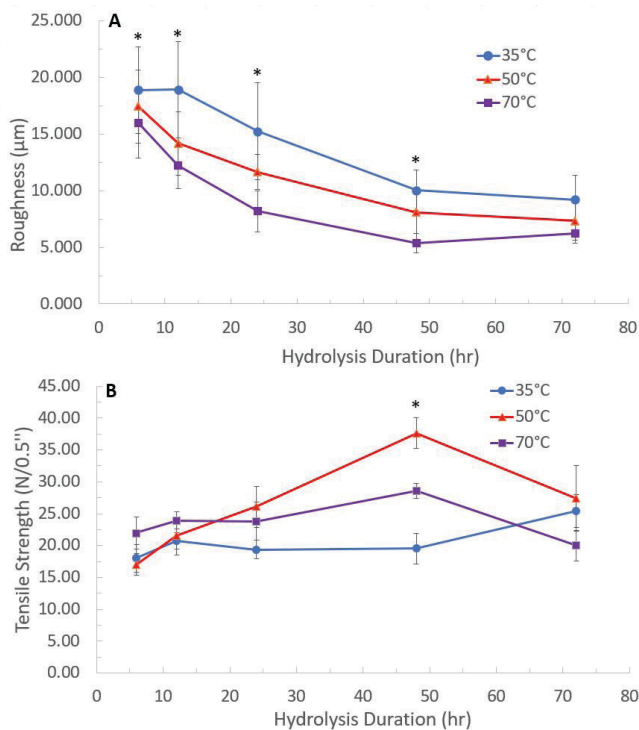 A
25.000
20.000
15.000
10.000
5.000
0.000
Roughness (µm)
* * * *
35°C
50°C
70°C
0 10 20 30 40 50 60 70 80
Hydrolysis Duration (hr)
B
45.00
40.00
35.00
30.00
25.00
20.00
15.00
10.00
5.00
0.00
Tensile Strength (N/0.5")
*
35°C
50°C
70°C
0 10 20 30 40 50 60 70 80
Hydrolysis Duration (hr)